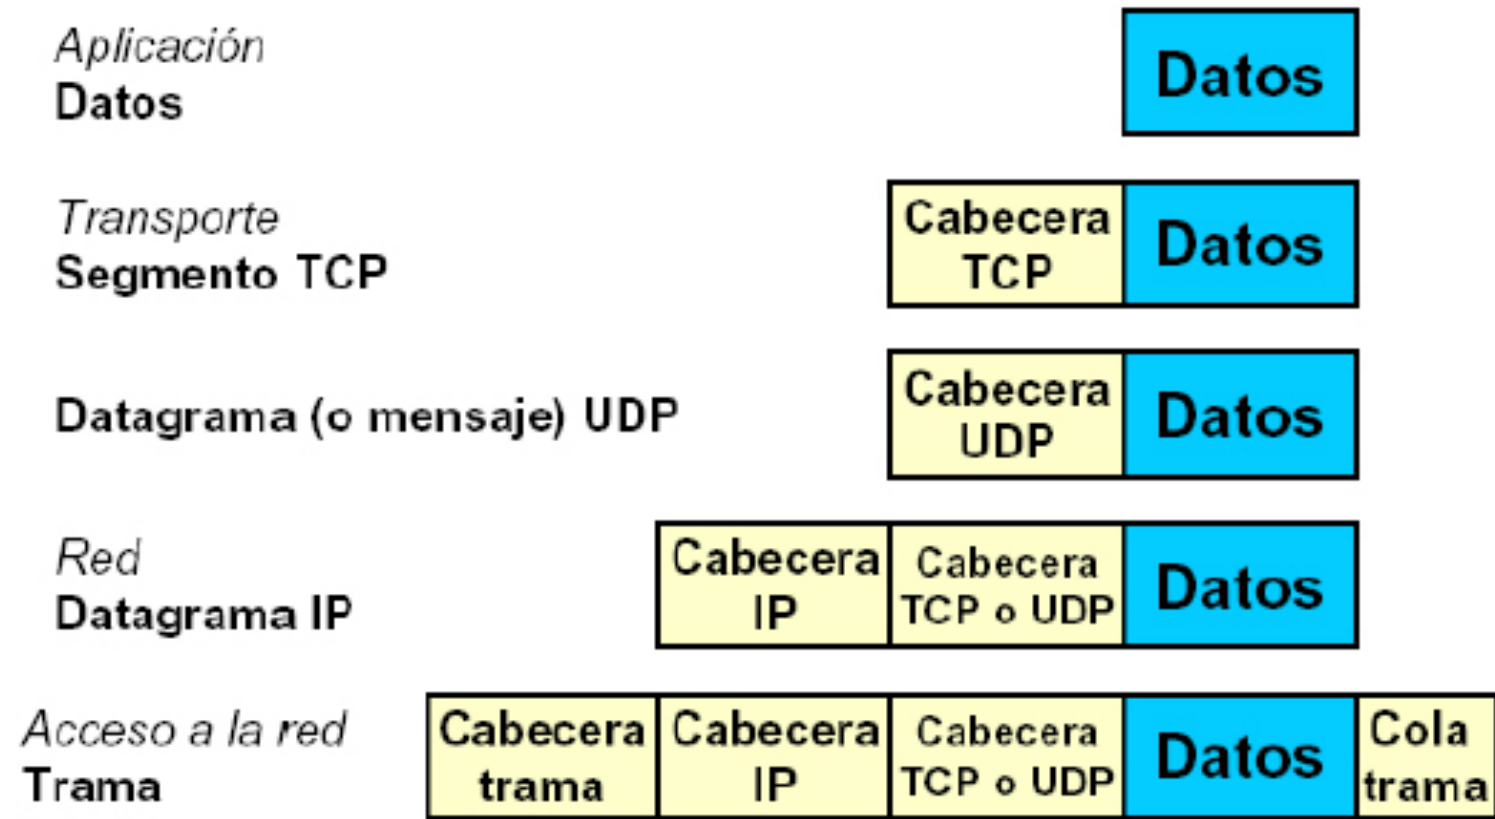 Aplicación
Datos
Datos
Transporte
Segmento TCP
Cabecera
TCP
Datos
Datagrama (o mensaje) UDP
Cabecera
UDP
Datos
Red
Datagrama IP
Cabecera
IP
Cabecera
TCP o UDP
Datos
Acceso a la red
Trama
Cabecera
trama
Cabecera
IP
Cabecera
TCP o UDP
Datos
Cola
trama